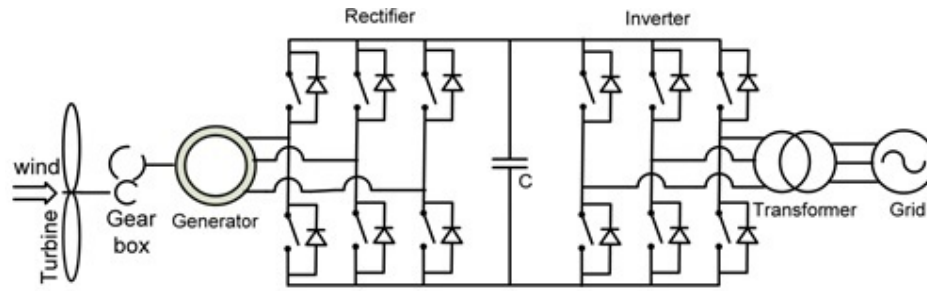 Rectifier
Inverter
wind
Turbine
Gear
box
Generator
C
Transformer
Grid